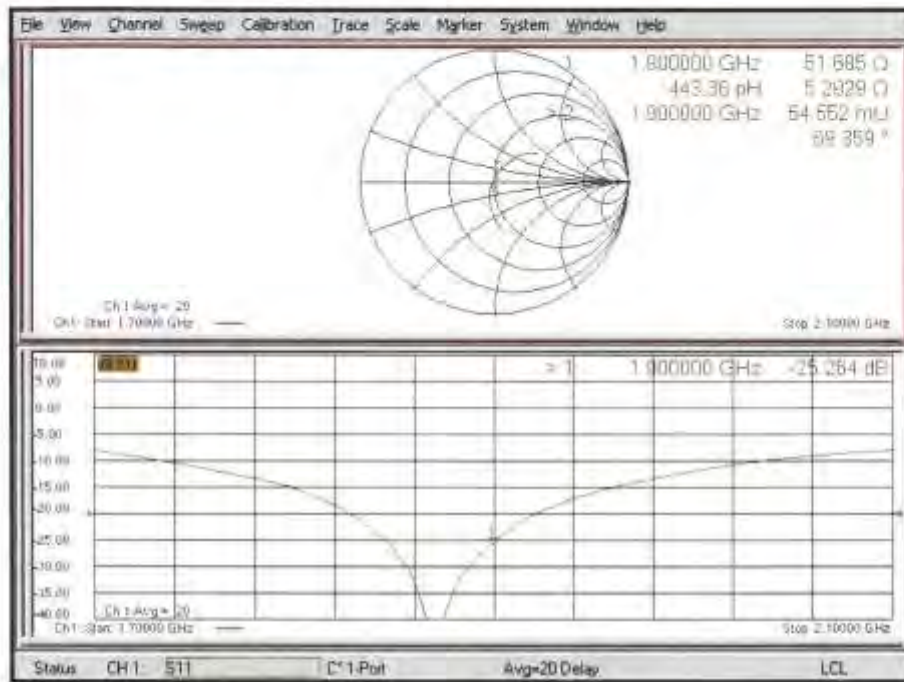 File View Channel Sweep Calibration Trace Scale Marker System Window Help
1 1.800000 GHz 51.685 Ω
443.36 pH 5.2929 Ω
> 2 1.900000 GHz 54.552 mU
69.359 °
Ch 1 Avg = 20
Ch1: Start 1.70000 GHz
Stop 2.10000 GHz
10.00
> 1 1.900000 GHz -25.264 dB
5.00
0.00
-5.00
-10.00
-15.00
-20.00
-25.00
-30.00
-35.00
-40.00
Ch 1 Avg = 20
Ch1: Start 1.70000 GHz
Stop 2.10000 GHz
Status CH 1: S11 C* 1-Port Avg=20 Delay LCL